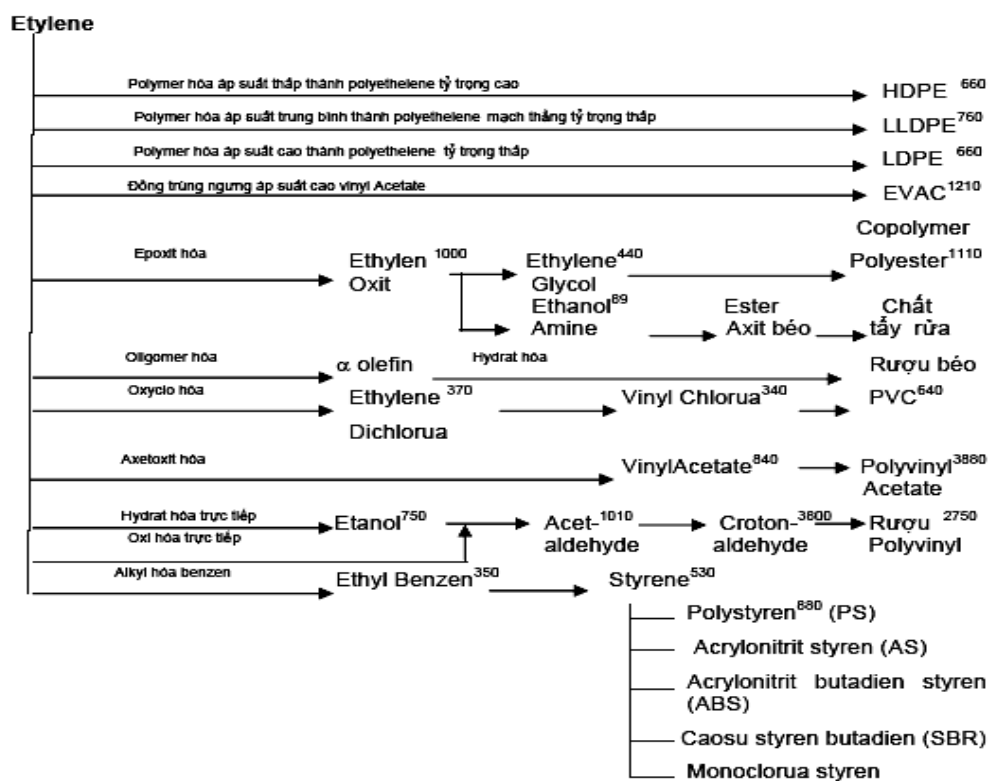 Etylene
Polymer hóa áp suất thấp thành polyethelene tỷ trọng cao
HDPE 660
Polymer hóa áp suất trung bình thành polyethelene mạch thẳng tỷ trọng thấp
LLDPE760
Polymer hóa áp suất cao thành polyethelene tỷ trọng thấp
LDPE 660
Đồng trùng ngưng áp suất cao vinyl Acetate
EVAC1210
Copolymer
Epoxit hóa
Ethylen 1000
Oxit
Ethylene440
Glycol
Polyester1110
Ethanol89
Amine
Ester
Axit béo
Chất
tẩy rửa
Oligomer hóa
α olefin
Hydrat hóa
Rượu béo
Oxyclo hóa
Ethylene 370
Dichlorua
Vinyl Chlorua340
PVC640
Axetoxit hóa
VinylAcetate840
Polyvinyl3880
Acetate
Hydrat hóa trực tiếp
Etanol750
Acet-1010
aldehyde
Croton-3800
aldehyde
Rượu 2750
Polyvinyl
Oxi hóa trực tiếp
Alkyl hóa benzen
Ethyl Benzen350
Styrene530
Polystyren880 (PS)
Acrylonitrit styren (AS)
Acrylonitrit butadien styren
(ABS)
Caosu styren butadien (SBR)
Monoclorua styren